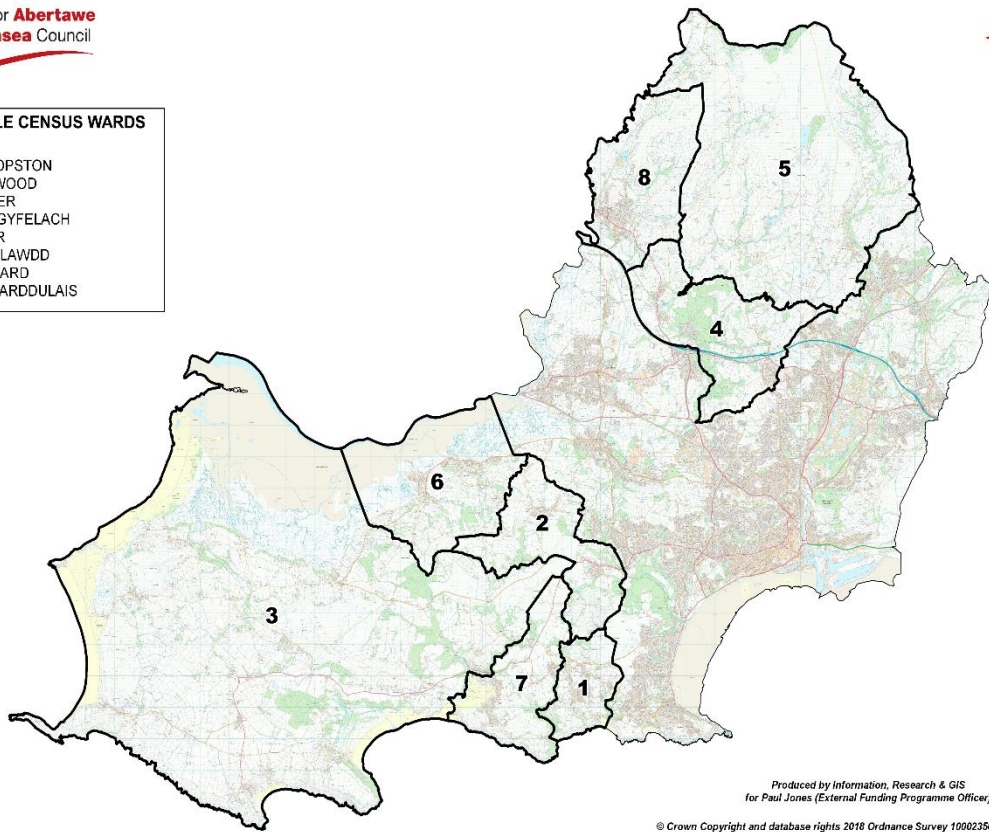 or Abertawe
nsea Council
LE CENSUS WARDS
OPSTON
WOOD
ER
GYFELACH
R
LAWDD
ARD
ARDDULAIS
5
8
4
6
2
3
7
1
Produced by Information, Research & GIS
for Paul Jones (External Funding Programme Officer)
© Crown Copyright and database rights 2018 Ordnance Survey 1000235